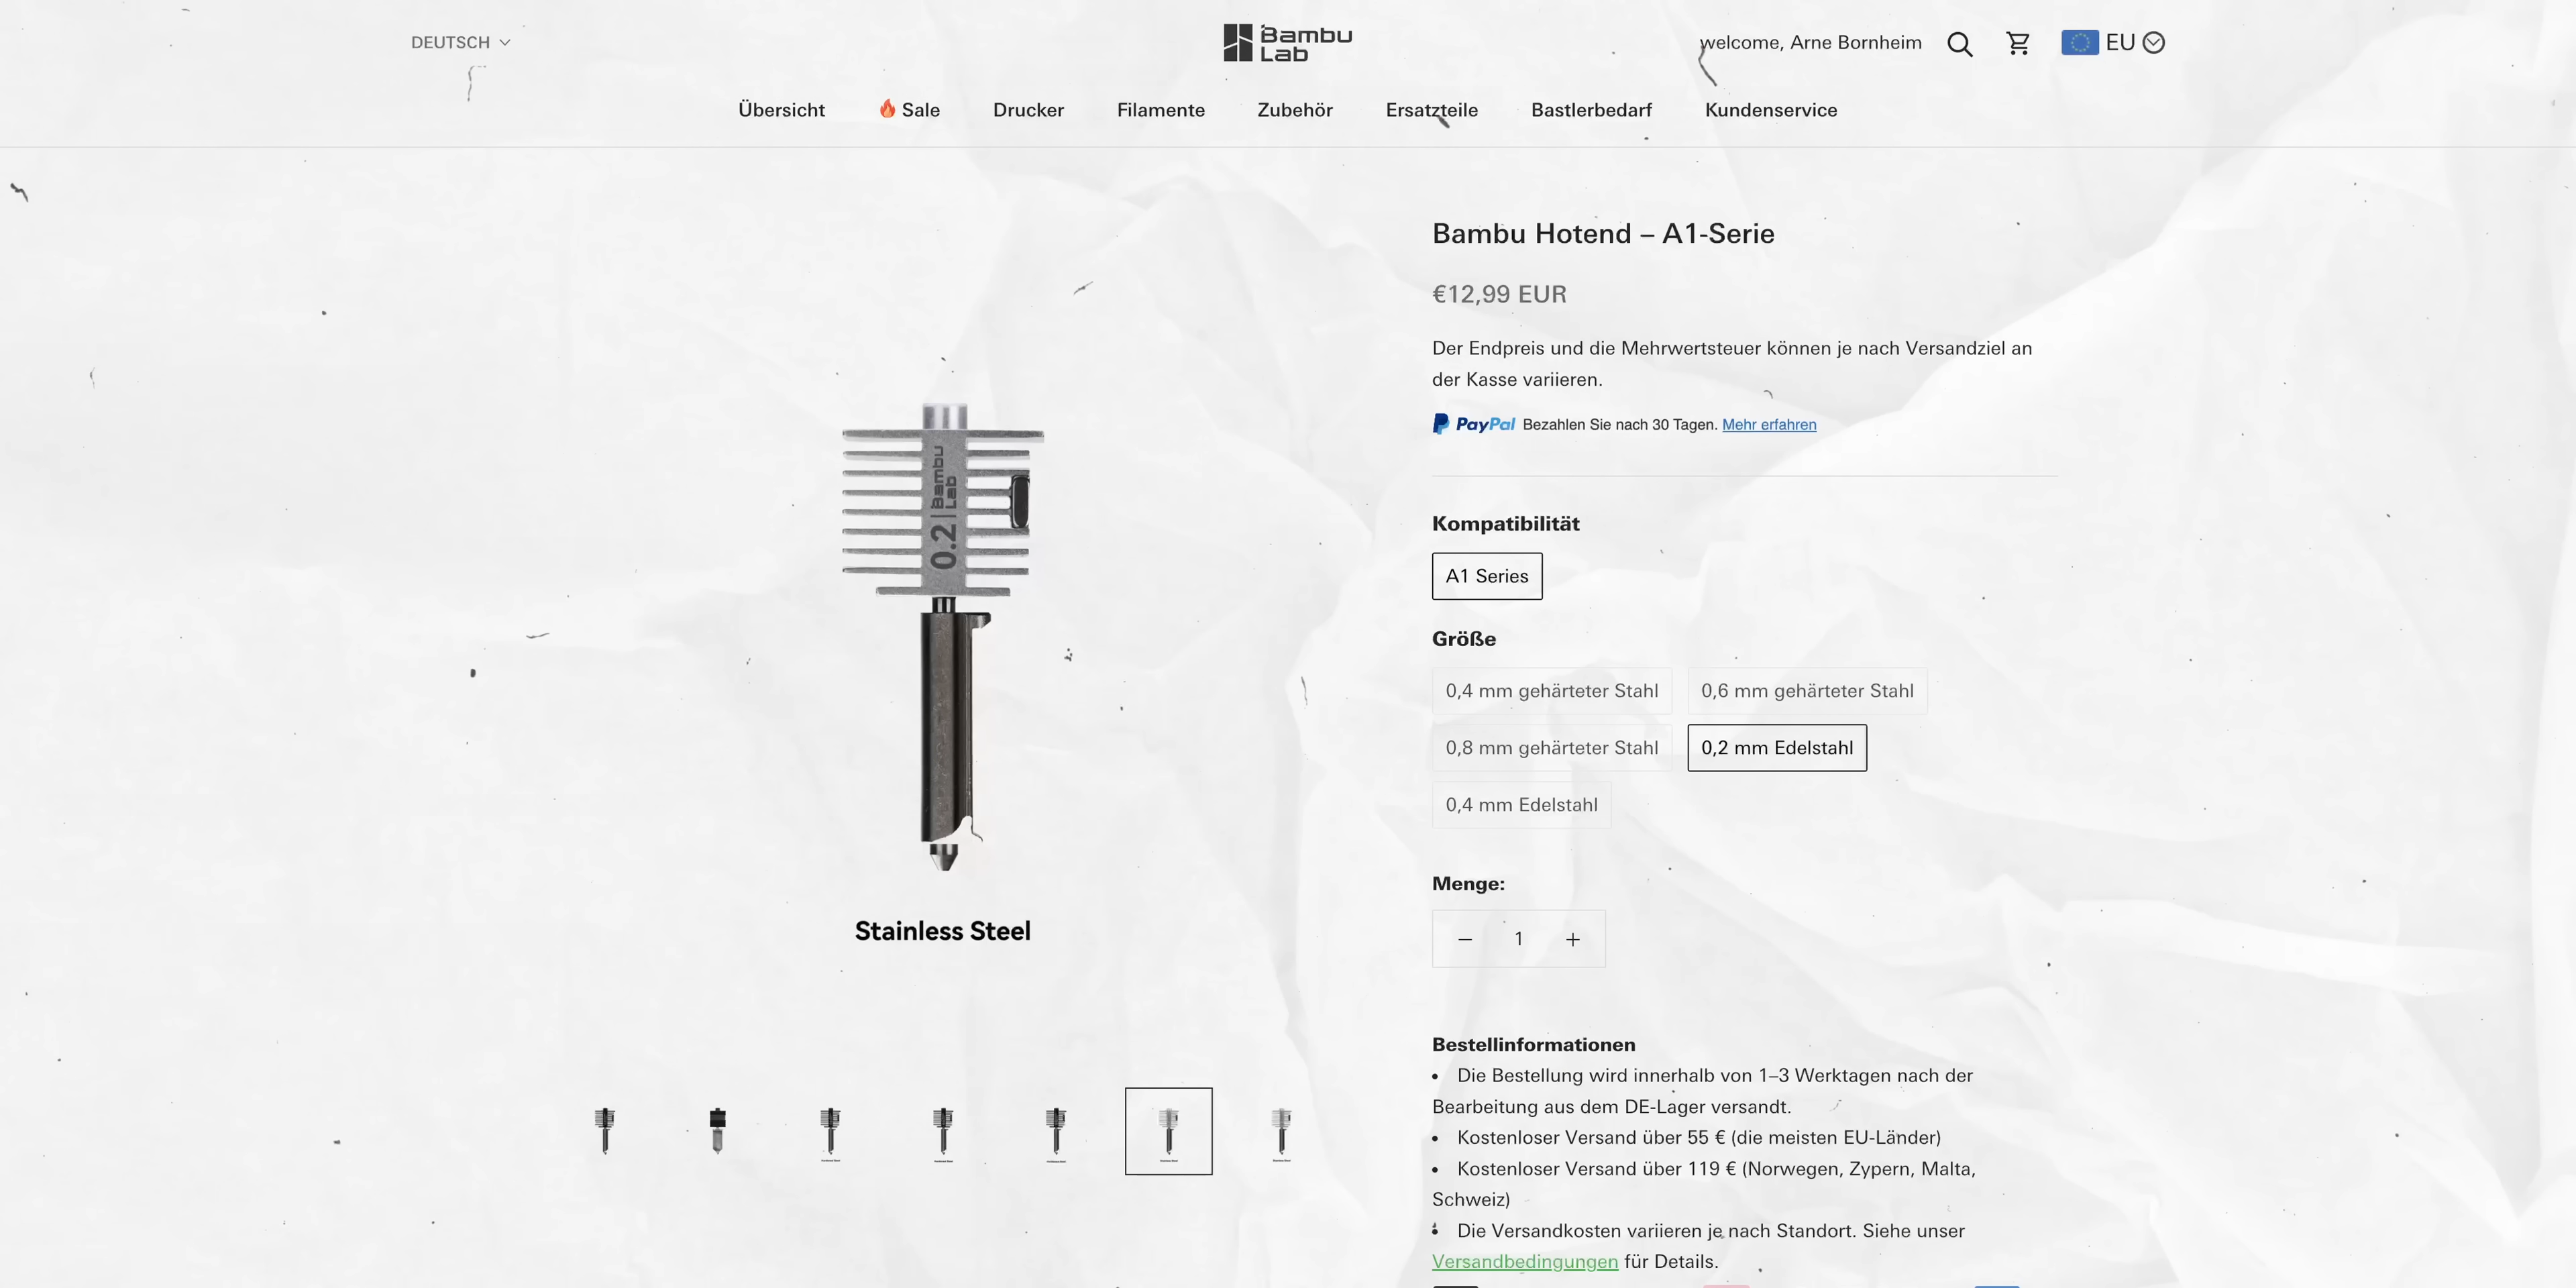 DEUTSCH
Bambu
Lab
welcome, Arne Bornheim
EU
Übersicht
Sale
Drucker
Filamente
Zubehör
Ersatzteile
Bastlerbedarf
Kundenservice
0.2 | Bambu Lab
Stainless Steel
Bambu Hotend – A1-Serie
€12,99 EUR
Der Endpreis und die Mehrwertsteuer können je nach Versandziel an
der Kasse variieren.
PayPal Bezahlen Sie nach 30 Tagen. Mehr erfahren
Kompatibilität
A1 Series
Größe
0,4 mm gehärteter Stahl
0,6 mm gehärteter Stahl
0,8 mm gehärteter Stahl
0,2 mm Edelstahl
0,4 mm Edelstahl
Menge:
− 1 +
Bestellinformationen
• Die Bestellung wird innerhalb von 1–3 Werktagen nach der
Bearbeitung aus dem DE-Lager versandt.
• Kostenloser Versand über 55 € (die meisten EU-Länder)
• Kostenloser Versand über 119 € (Norwegen, Zypern, Malta,
Schweiz)
• Die Versandkosten variieren je nach Standort. Siehe unser
Versandbedingungen für Details.